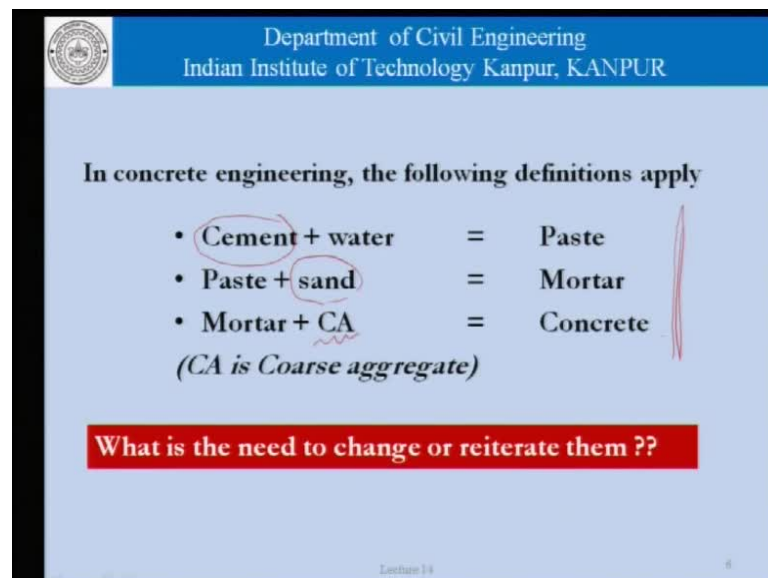 Department of Civil Engineering
Indian Institute of Technology Kanpur, KANPUR
In concrete engineering, the following definitions apply
• Cement + water = Paste
• Paste + sand = Mortar
• Mortar + CA = Concrete
(CA is Coarse aggregate)
What is the need to change or reiterate them ??
Lecture 14